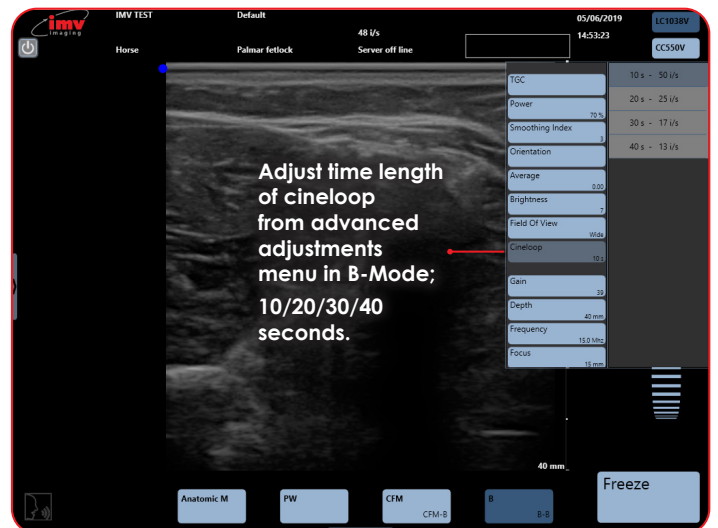 imv
imaging
IMV TEST
Default
48 i/s
05/06/2019
14:53:23
LC1038V
CC550V
Horse
Palmar fetlock
Server off line
TGC
Power
70 %
Smoothing Index
3
Orientation
Average
0.00
Brightness
7
Field Of View
Wide
Cineloop
10 s
Gain
39
Depth
40 mm
Frequency
15.0 Mhz
Focus
15 mm
10 s - 50 i/s
20 s - 25 i/s
30 s - 17 i/s
40 s - 13 i/s
Adjust time length
of cineloop
from advanced
adjustments
menu in B-Mode;
10/20/30/40
seconds.
40 mm
Freeze
Anatomic M
PW
CFM
CFM-B
B
B-B